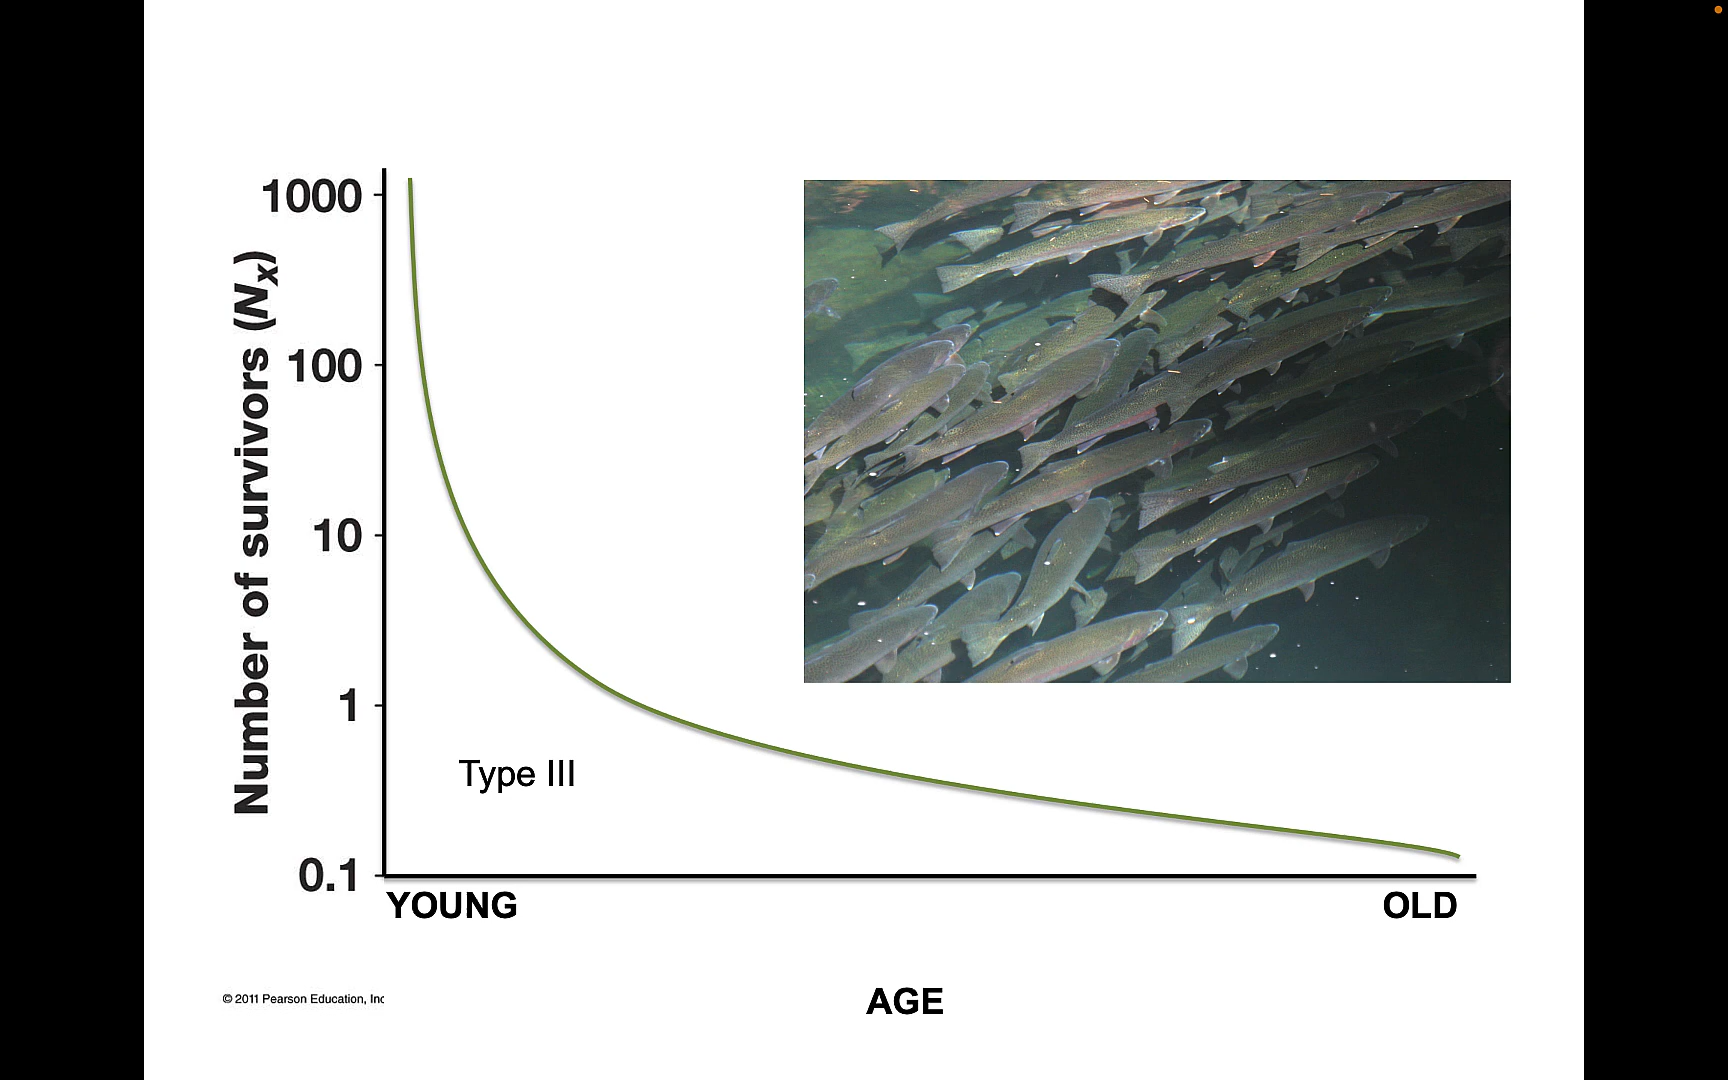 1000
100
10
1
0.1
Number of survivors (Nx)
Type III
YOUNG
OLD
AGE
© 2011 Pearson Education, Inc